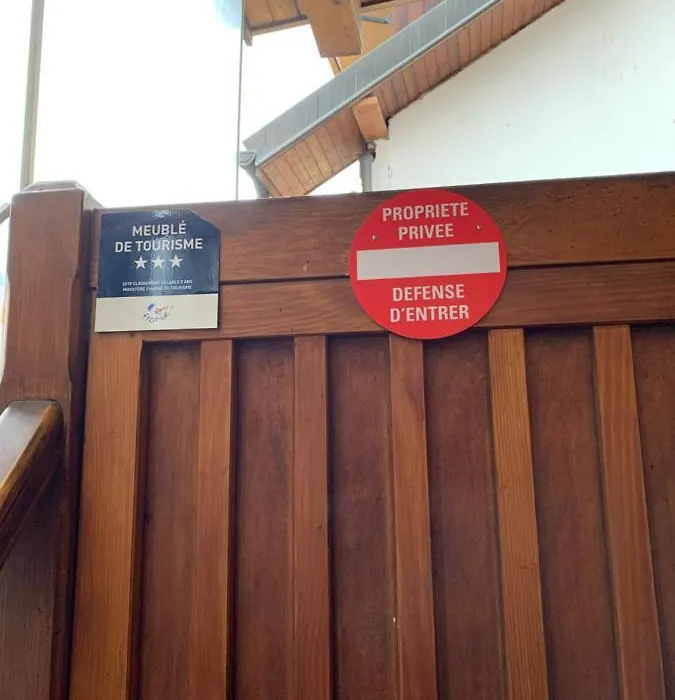 MEUBLÉ
DE TOURISME
PROPRIETE
PRIVEE
DEFENSE
D'ENTRER